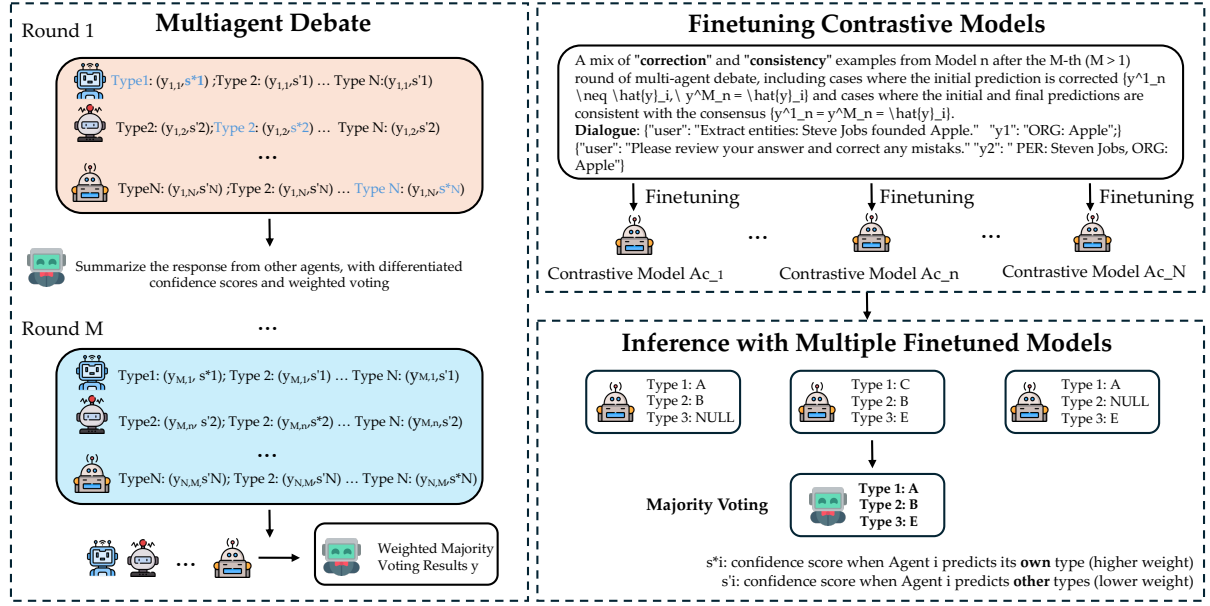 Multiagent Debate
Round 1
Type1: (y1,1,s*1) ;Type 2: (y1,1,s'1) … Type N:(y1,1,s'1)
Type2: (y1,2,s'2);Type 2: (y1,2,s*2) … Type N: (y1,2,s'2)
...
TypeN: (y1,N,s'N) ;Type 2: (y1,N,s'N) … Type N: (y1,N,s*N)
Summarize the response from other agents, with differentiated
confidence scores and weighted voting
...
Round M
Type1: (yM,1, s*1); Type 2: (yM,1,s'1) … Type N: (yM,1,s'1)
Type2: (yM,n, s'2); Type 2: (yM,n,s*2) … Type N: (yM,n,s'2)
...
TypeN: (yN,M,s'N); Type 2: (yN,M,s'N) … Type N: (yN,M,s*N)
...
Weighted Majority
Voting Results y
Finetuning Contrastive Models
A mix of "correction" and "consistency" examples from Model n after the M-th (M > 1)
round of multi-agent debate, including cases where the initial prediction is corrected {y^1_n
\neq \hat{y}_i,\ y^M_n = \hat{y}_i} and cases where the initial and final predictions are
consistent with the consensus {y^1_n = y^M_n = \hat{y}_i}.
Dialogue: {"user": "Extract entities: Steve Jobs founded Apple." "y1": "ORG: Apple";}
{"user": "Please review your answer and correct any mistaks." "y2": " PER: Steven Jobs, ORG:
Apple"}
Finetuning
Finetuning
Finetuning
...
...
Contrastive Model Ac_1
Contrastive Model Ac_n
Contrastive Model Ac_N
Inference with Multiple Finetuned Models
Type 1: A
Type 2: B
Type 3: NULL
Type 1: C
Type 2: B
Type 3: E
Type 1: A
Type 2: NULL
Type 3: E
Majority Voting
Type 1: A
Type 2: B
Type 3: E
s*i: confidence score when Agent i predicts its own type (higher weight)
s'i: confidence score when Agent i predicts other types (lower weight)